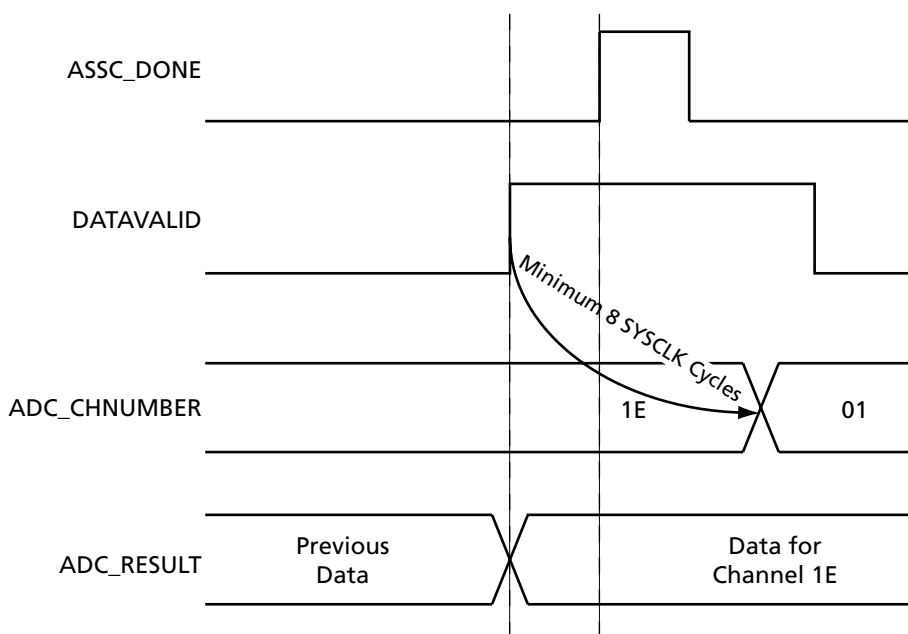 ASSC_DONE
DATAVALID
Minimum 8 SYSCLK Cycles
ADC_CHNUMBER
1E
01
ADC_RESULT
Previous
Data
Data for
Channel 1E